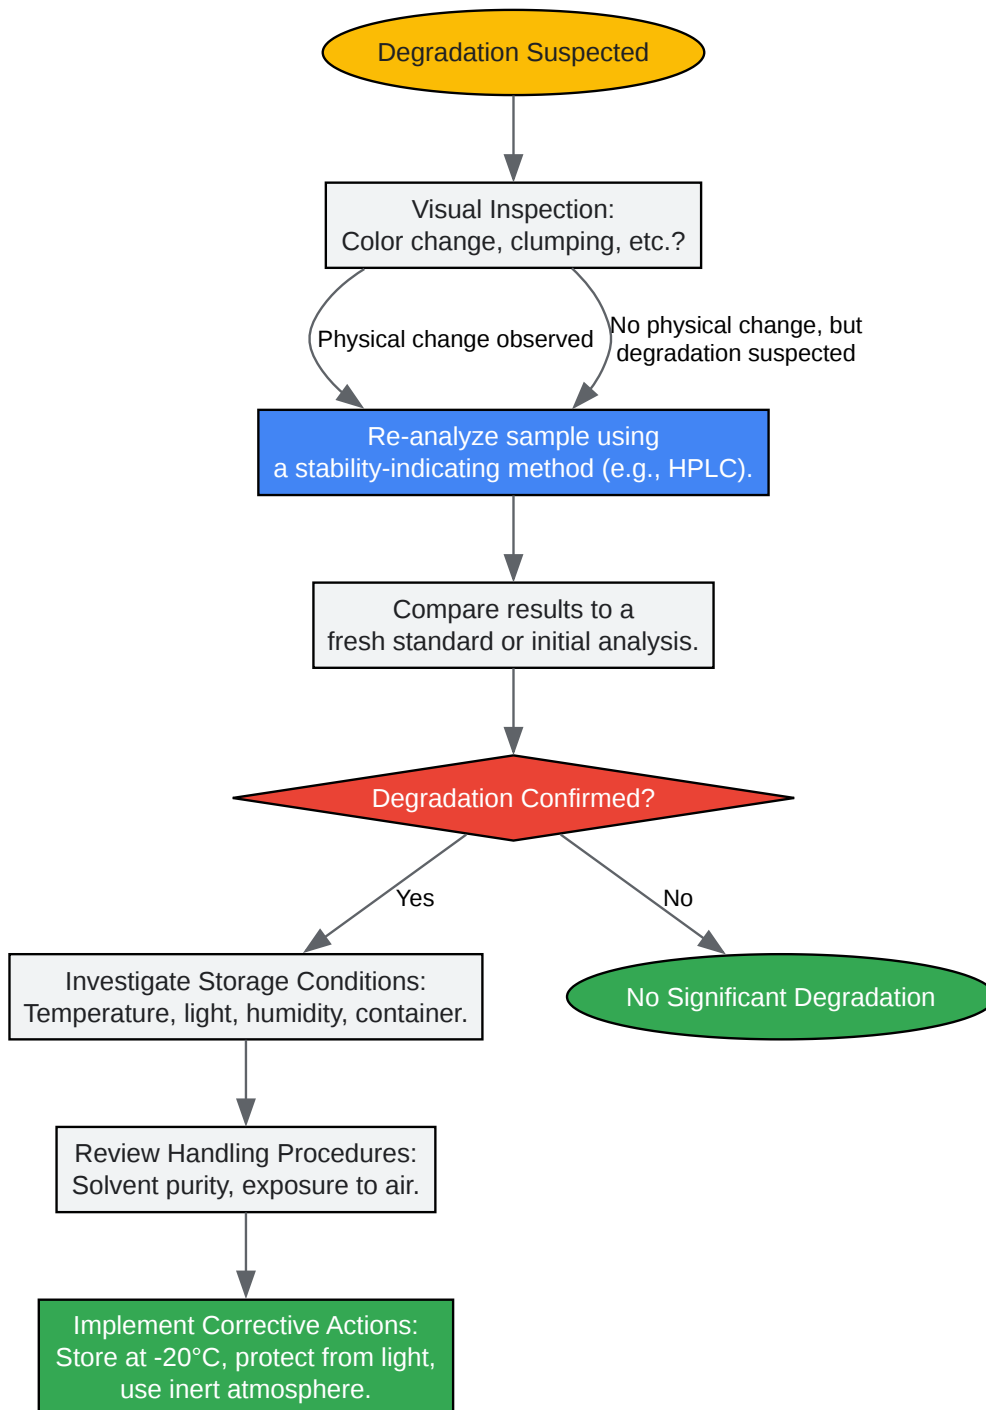 Degradation Suspected
Visual Inspection:
Color change, clumping, etc.?
Physical change observed
No physical change, but
degradation suspected
Re-analyze sample using
a stability-indicating method (e.g., HPLC).
Compare results to a
fresh standard or initial analysis.
Degradation Confirmed?
Yes
No
Investigate Storage Conditions:
Temperature, light, humidity, container.
No Significant Degradation
Review Handling Procedures:
Solvent purity, exposure to air.
Implement Corrective Actions:
Store at -20°C, protect from light,
use inert atmosphere.